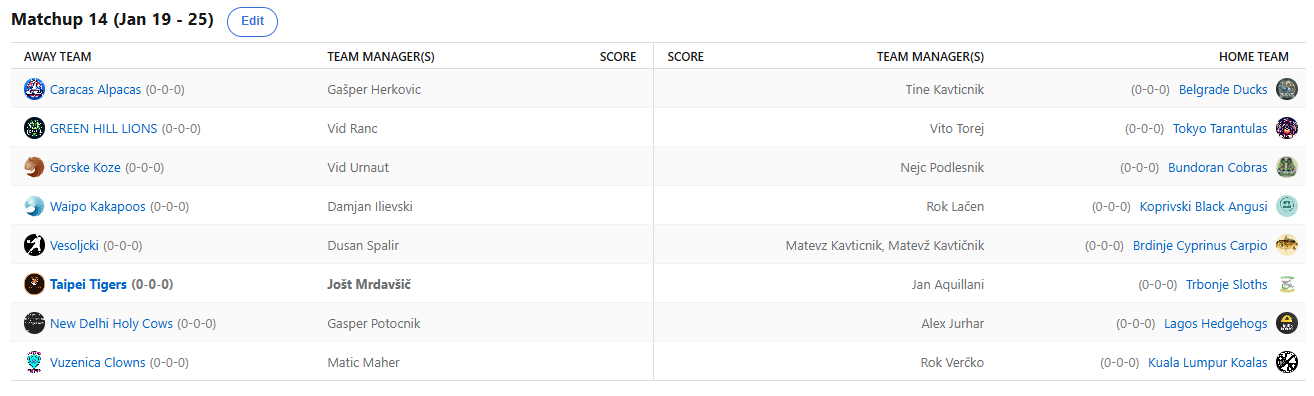 Matchup 14 (Jan 19 - 25) Edit
AWAY TEAM TEAM MANAGER(S) SCORE SCORE TEAM MANAGER(S) HOME TEAM
Caracas Alpacas (0-0-0) Gašper Herkovic Tine Kavticnik (0-0-0) Belgrade Ducks
GREEN HILL LIONS (0-0-0) Vid Ranc Vito Torej (0-0-0) Tokyo Tarantulas
Gorske Koze (0-0-0) Vid Urnaut Nejc Podlesnik (0-0-0) Bundoran Cobras
Waipo Kakapoos (0-0-0) Damjan Ilievski Rok Lačen (0-0-0) Koprivski Black Angusi
Vesoljcki (0-0-0) Dusan Spalir Matevz Kavticnik, Matevž Kavtičnik (0-0-0) Brdinje Cyprinus Carpio
Taipei Tigers (0-0-0) Jošt Mrdavšič Jan Aquillani (0-0-0) Trbonje Sloths
New Delhi Holy Cows (0-0-0) Gasper Potocnik Alex Jurhar (0-0-0) Lagos Hedgehogs
Vuzenica Clowns (0-0-0) Matic Maher Rok Verčko (0-0-0) Kuala Lumpur Koalas